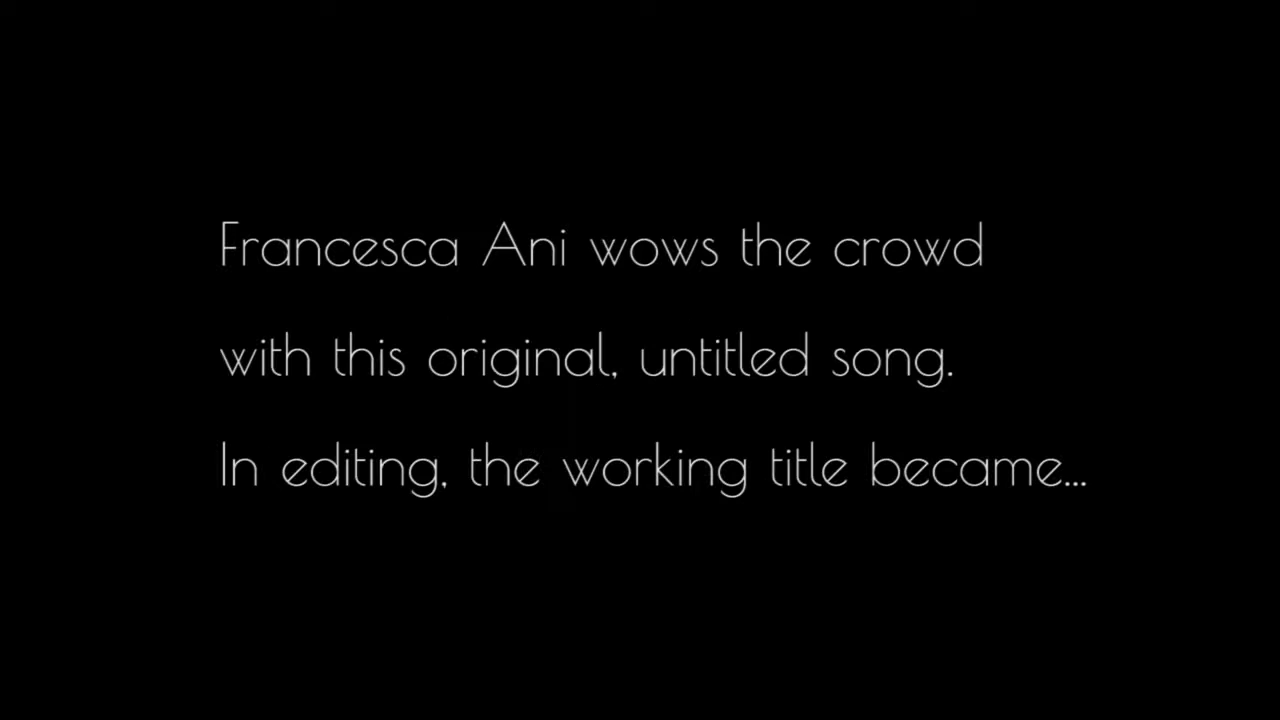 Francesca Ani wows the crowd
with this original, untitled song.
In editing, the working title became...